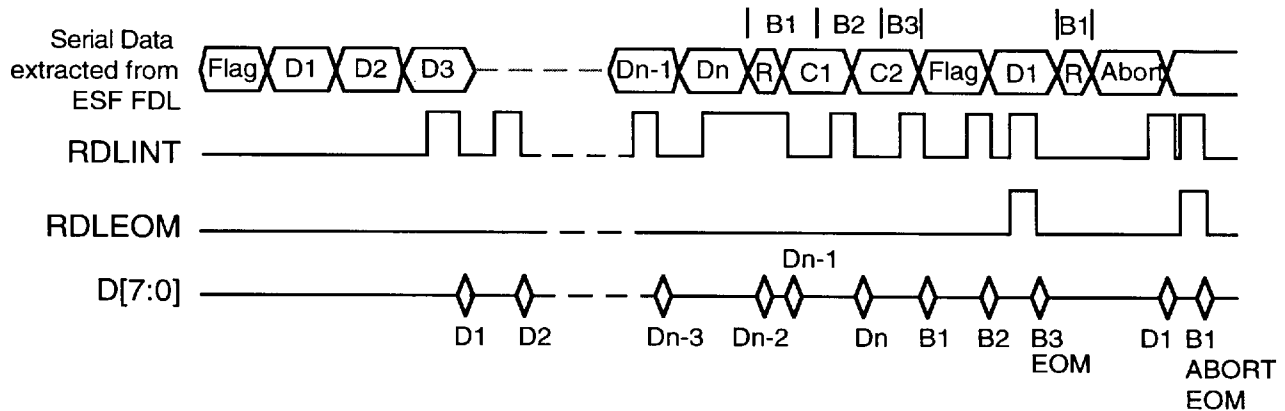 B1 B2 B3 B1
Serial Data
extracted from
ESF FDL
Flag D1 D2 D3 Dn-1 Dn R C1 C2 Flag D1 R Abort
RDLINT
RDLEOM
Dn-1
D[7:0]
D1 D2 Dn-3 Dn-2 Dn B1 B2 B3 D1 B1
EOM ABORT
EOM